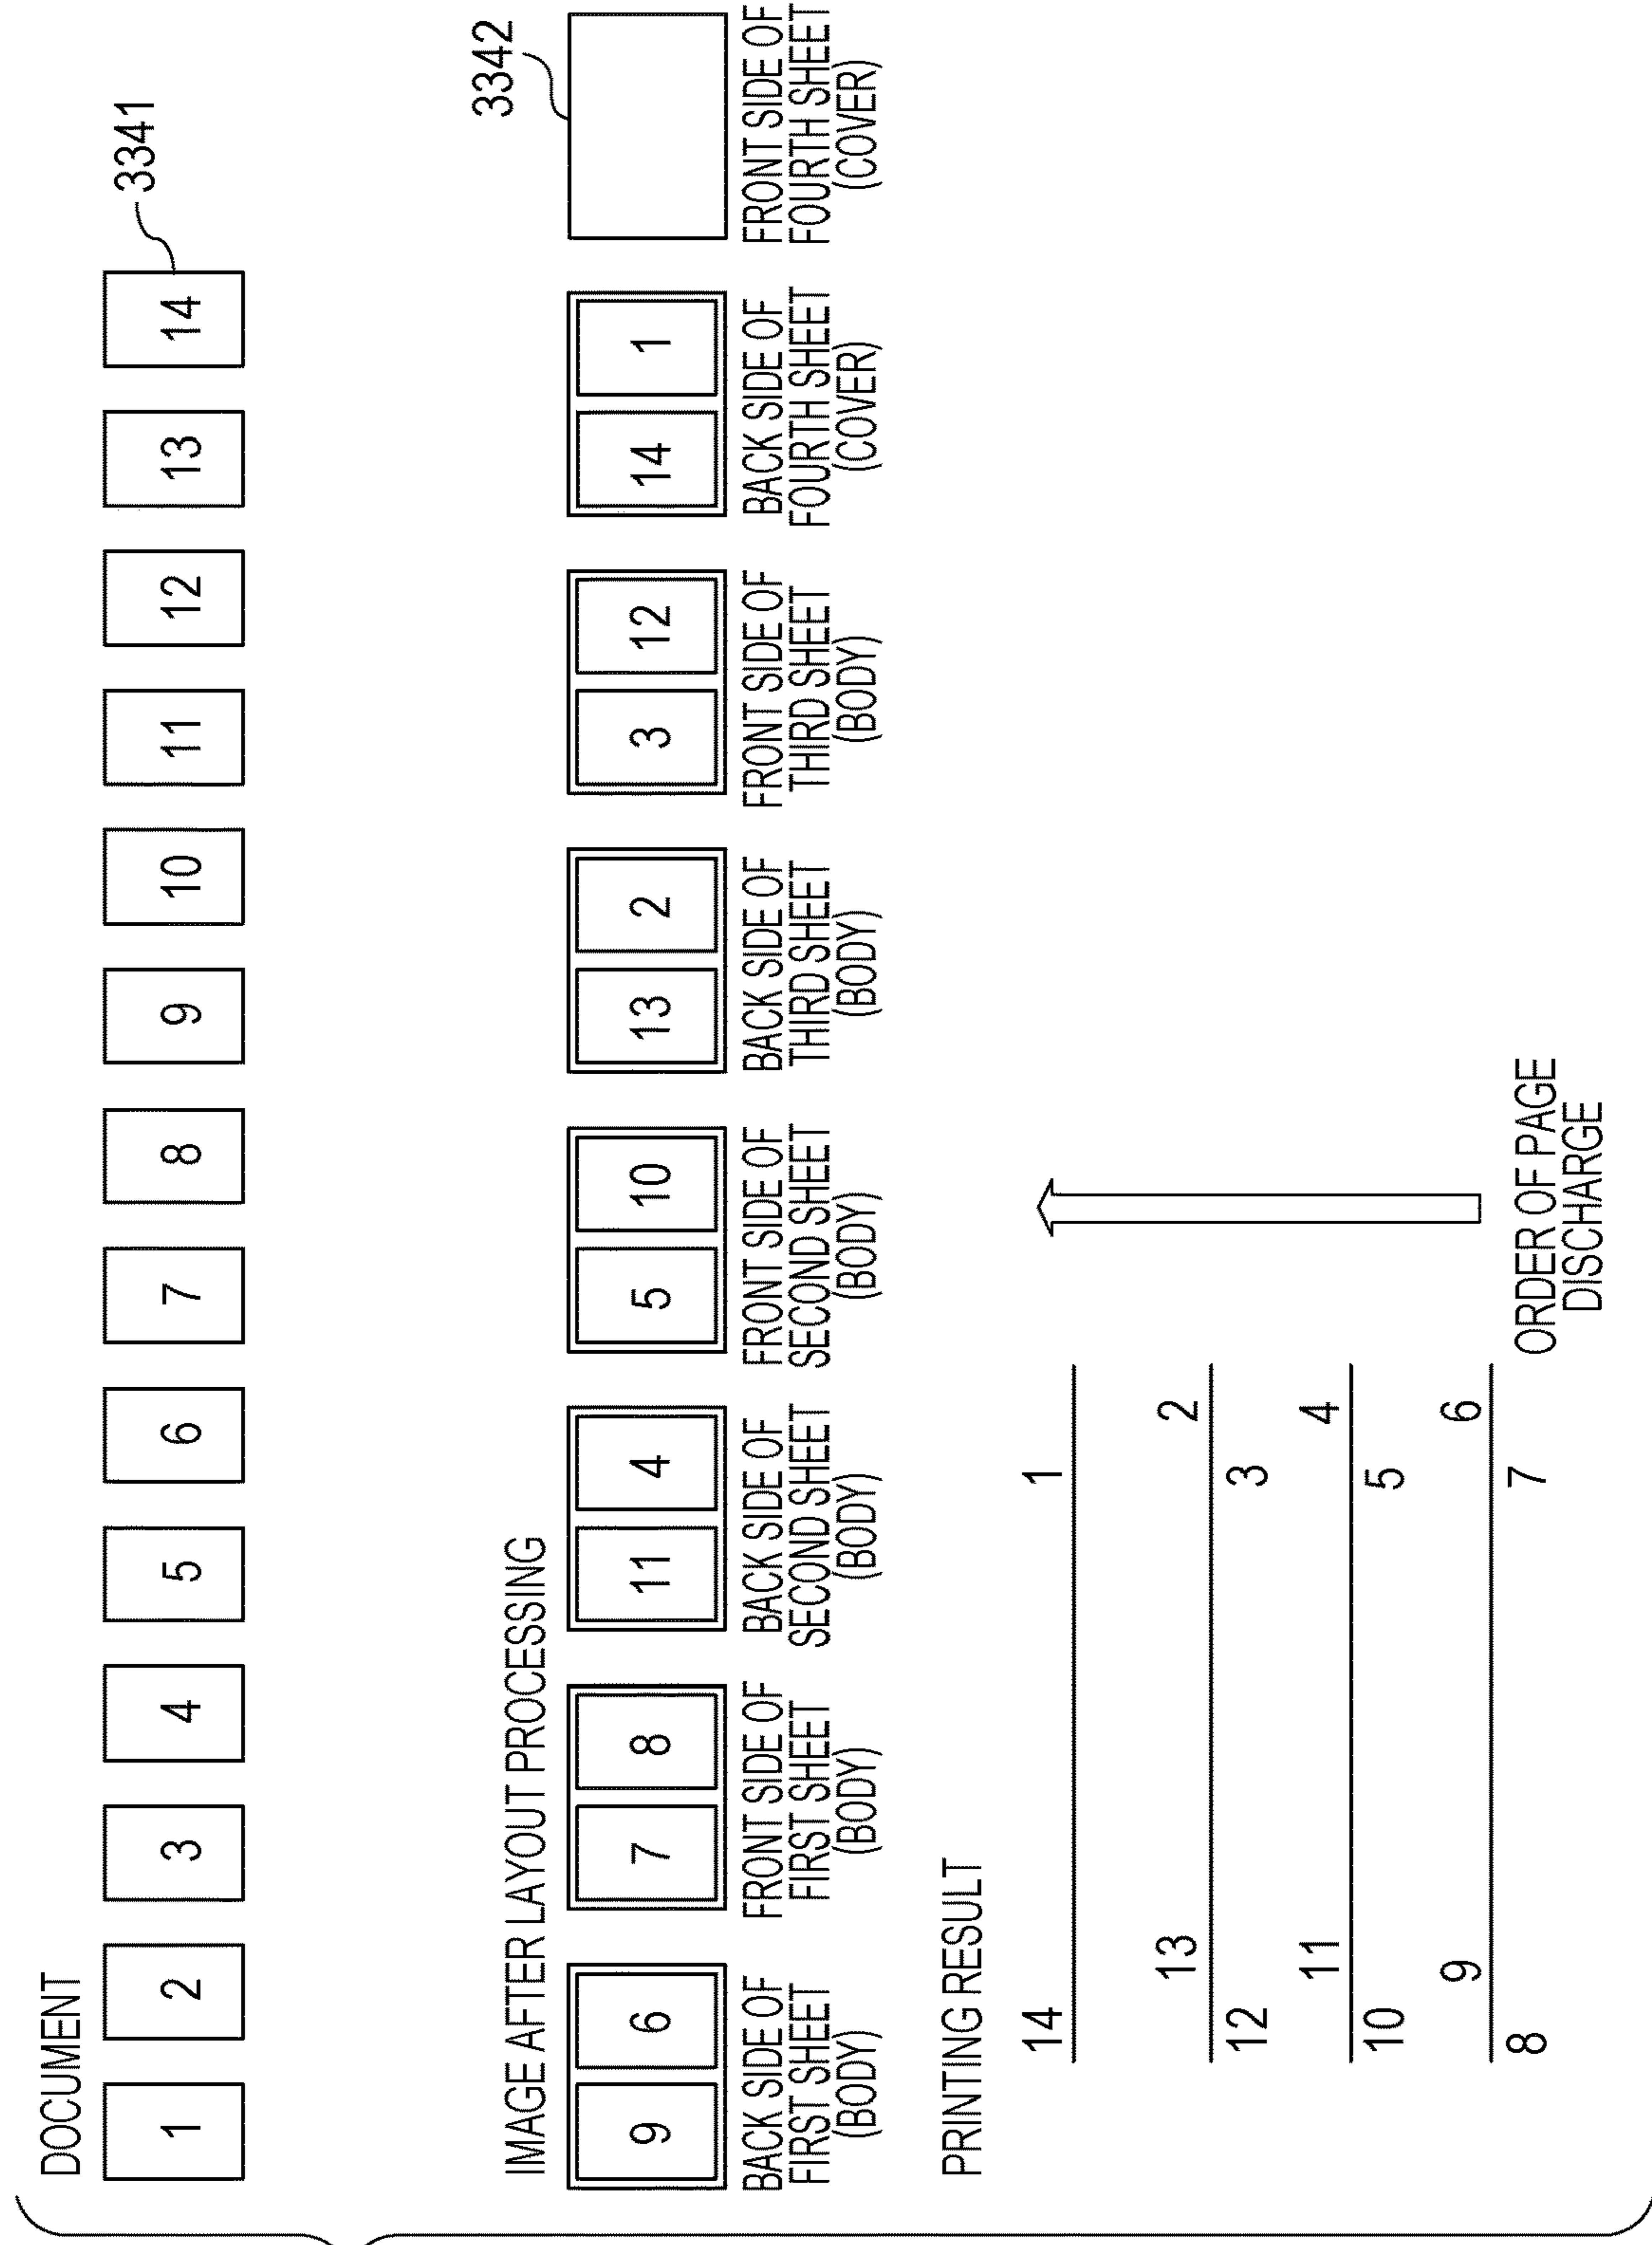 DOCUMENT
1 2 3 4 5 6 7 8 9 10 11 12 13 14
3341
IMAGE AFTER LAYOUT PROCESSING
3342
9 6
BACK SIDE OF
FIRST SHEET
(BODY)
7 8
FRONT SIDE OF
FIRST SHEET
(BODY)
11 4
BACK SIDE OF
SECOND SHEET
(BODY)
5 10
FRONT SIDE OF
SECOND SHEET
(BODY)
13 2
BACK SIDE OF
THIRD SHEET
(BODY)
3 12
FRONT SIDE OF
THIRD SHEET
(BODY)
14 1
BACK SIDE OF
FOURTH SHEET
(COVER)
FRONT SIDE OF
FOURTH SHEET
(COVER)
PRINTING RESULT
14 1
13 2
12 3
11 4
10 5
9 6
8 7
ORDER OF PAGE
DISCHARGE